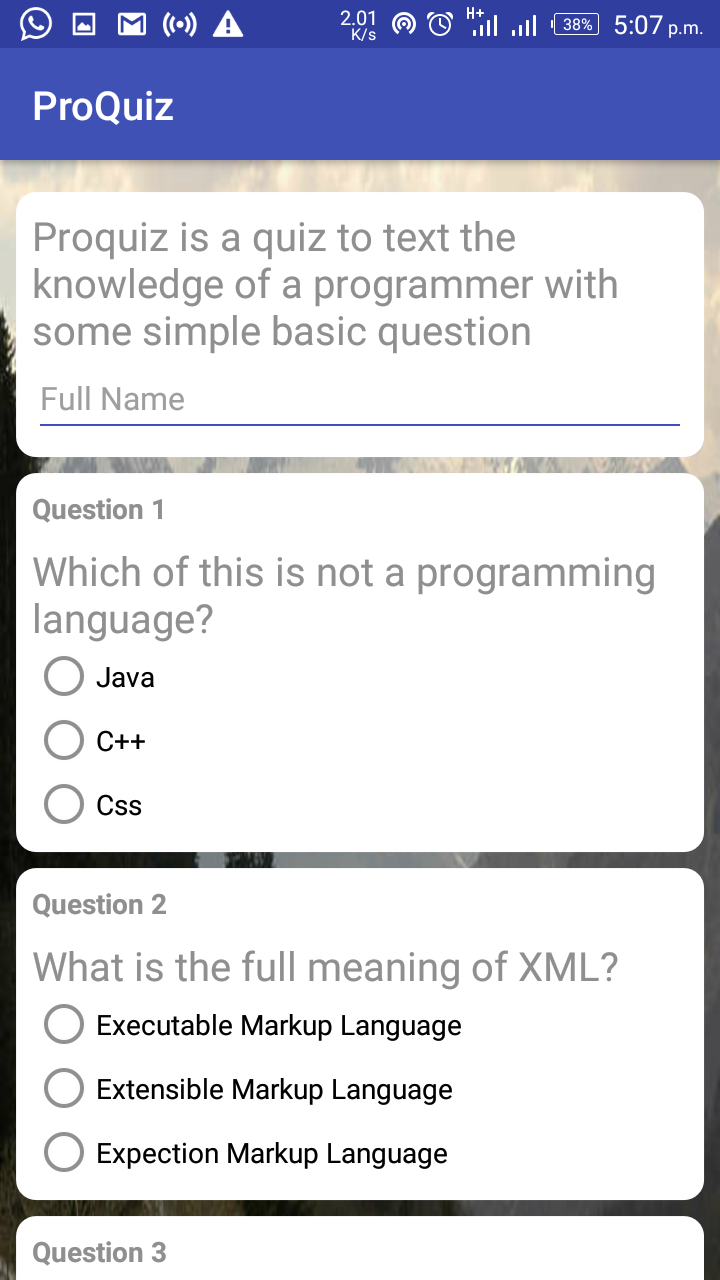 2.01
K/s
H+
38%
5:07 p.m.
ProQuiz
Proquiz is a quiz to text the
knowledge of a programmer with
some simple basic question
Full Name
Question 1
Which of this is not a programming
language?
Java
C++
Css
Question 2
What is the full meaning of XML?
Executable Markup Language
Extensible Markup Language
Expection Markup Language
Question 3